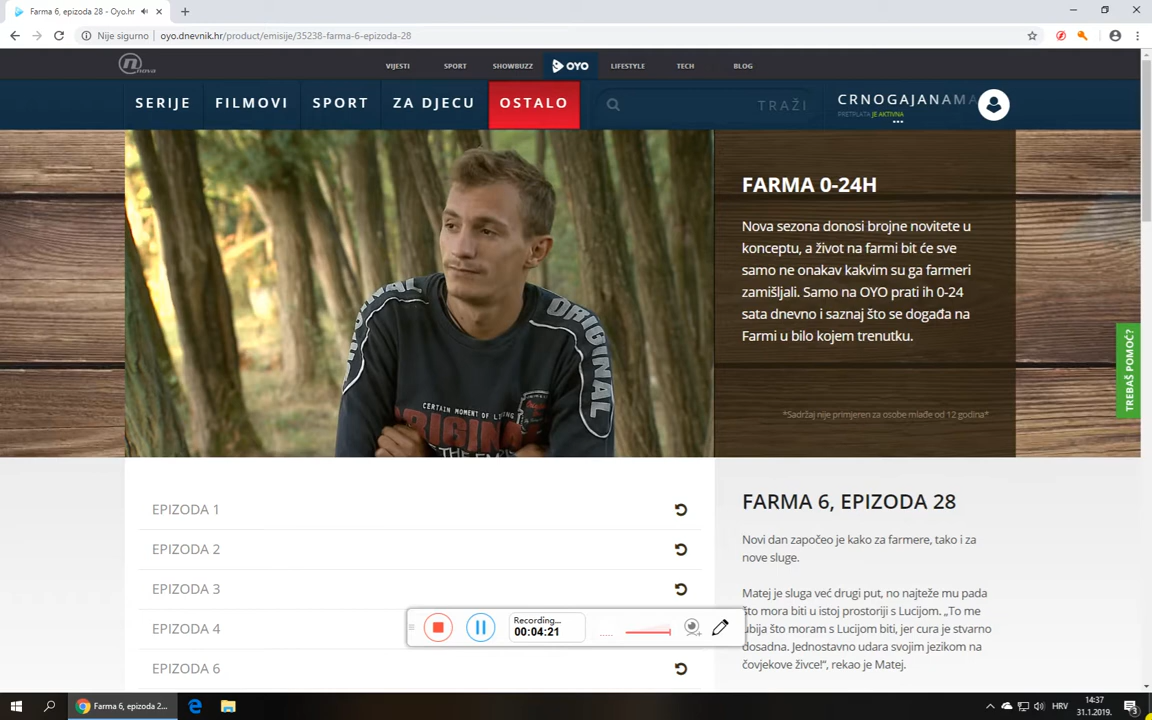 Farma 6, epizoda 28 - Oyo.hr
Nije sigurno
oyo.dnevnik.hr/product/emisije/35238-farma-6-epizoda-28
nova
VIJESTI SPORT SHOWBUZZ OYO LIFESTYLE TECH BLOG
SERIJE FILMOVI SPORT ZA DJECU OSTALO TRAŽI
CRNOGAJANAMA
PRETPLATA JE AKTIVNA
FARMA 0-24H
Nova sezona donosi brojne novitete u
konceptu, a život na farmi bit će sve
samo ne onakav kakvim su ga farmeri
zamišljali. Samo na OYO prati ih 0-24
sata dnevno i saznaj što se događa na
Farmi u bilo kojem trenutku.
*Sadržaj nije primjeren za osobe mlađe od 12 godina*
TREBAŠ POMOĆ?
ORIGINAL
CERTAIN MOMENT OF LIVING
ORIGINAL
EPIZODA 1
EPIZODA 2
EPIZODA 3
EPIZODA 4
EPIZODA 6
FARMA 6, EPIZODA 28
Novi dan započeo je kako za farmere, tako i za
nove sluge.
Matej je sluga već drugi put, no najteže mu pada
što mora biti u istoj prostoriji s Lucijom. „To me
ubija što moram s Lucijom biti, jer cura je stvarno
dosadna. Jednostavno udara svojim jezikom na
čovjekove živce!“, rekao je Matej.
Recording...
00:04:21
Farma 6, epizoda 2...
HRV
14:37
31.1.2019.
3